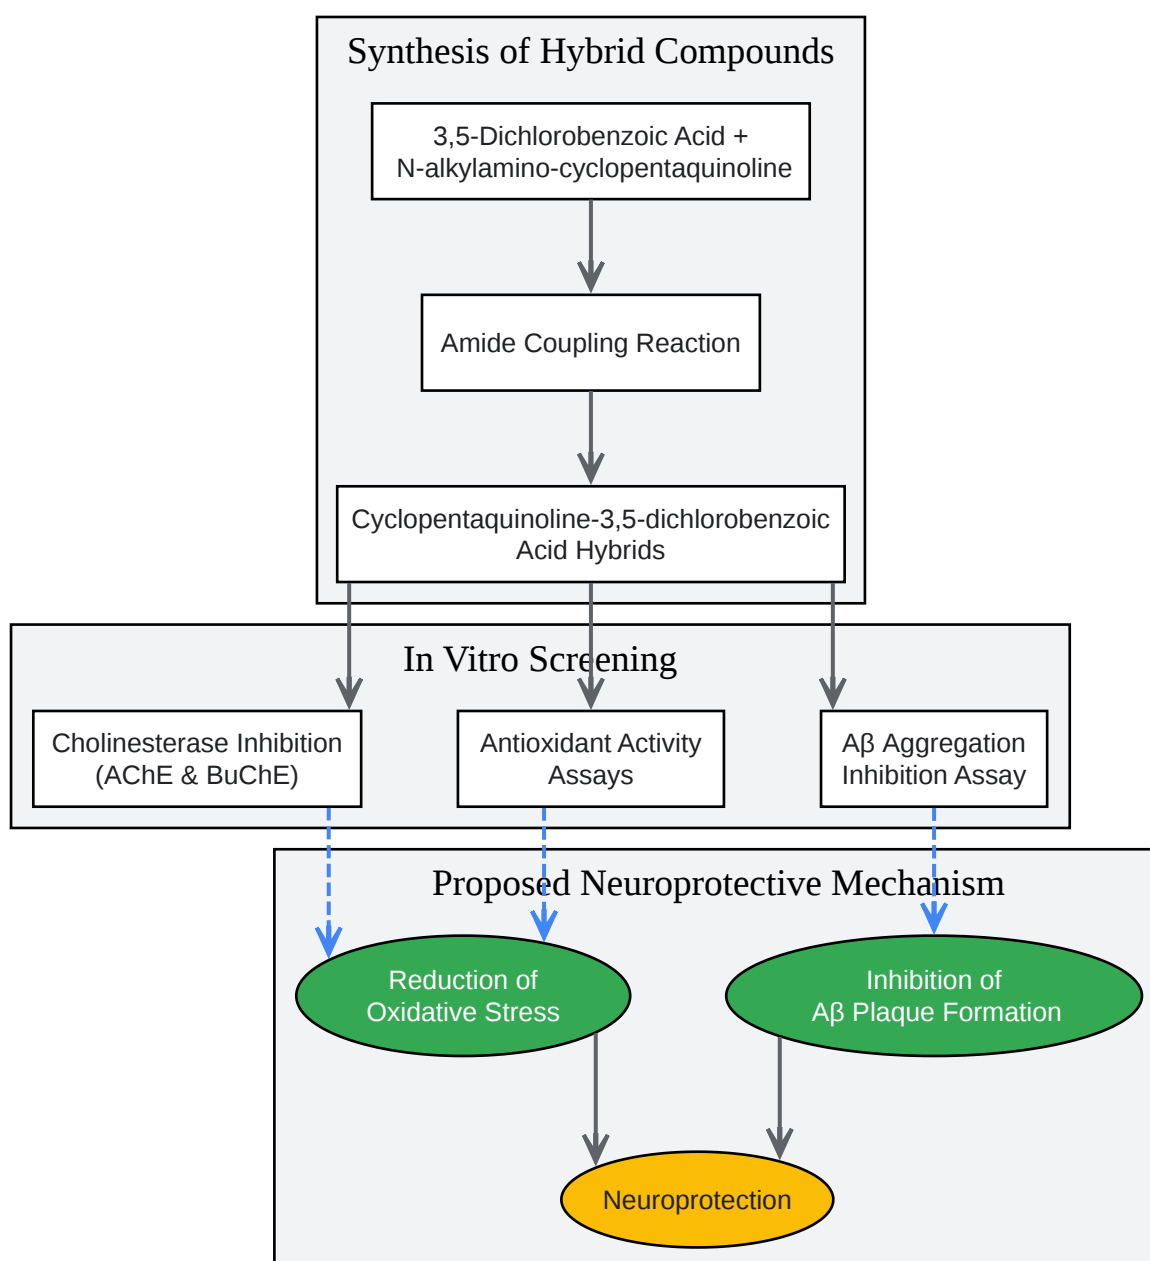 Synthesis of Hybrid Compounds
3,5-Dichlorobenzoic Acid +
N-alkylamino-cyclopentaquinoline
Amide Coupling Reaction
Cyclopentaquinoline-3,5-dichlorobenzoic
Acid Hybrids
In Vitro Screening
Cholinesterase Inhibition
(AChE & BuChE)
Antioxidant Activity
Assays
Aβ Aggregation
Inhibition Assay
Proposed Neuroprotective Mechanism
Reduction of
Oxidative Stress
Inhibition of
Aβ Plaque Formation
Neuroprotection